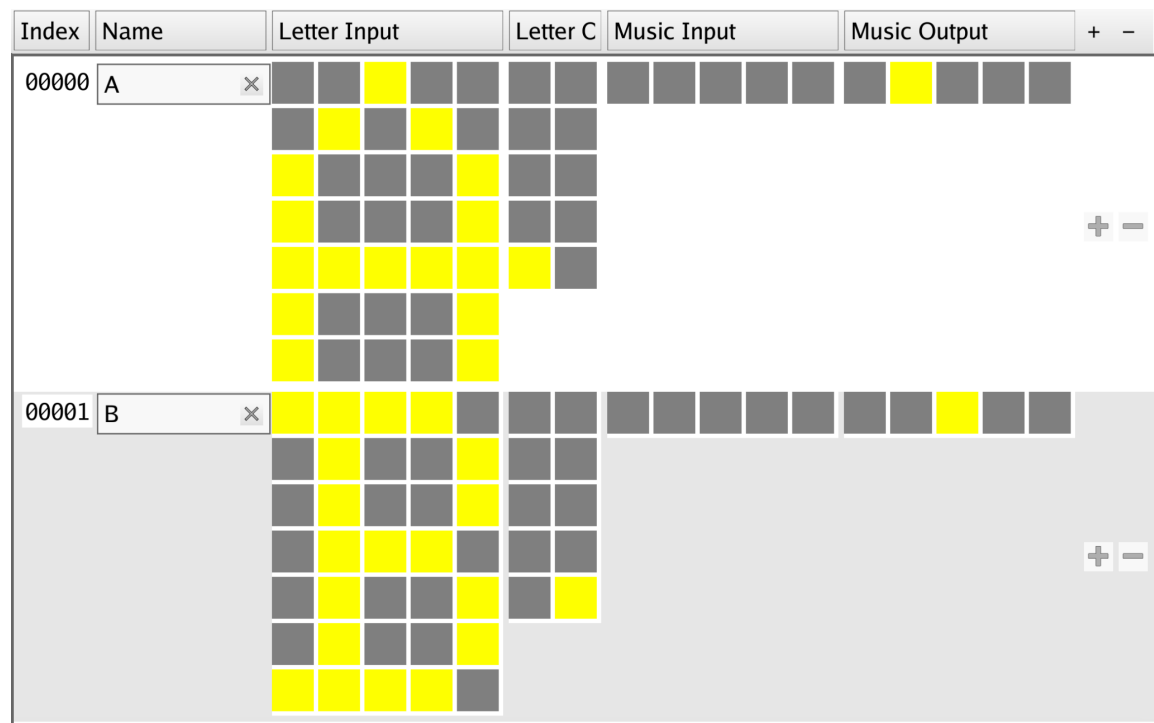 Index Name Letter Input Letter C Music Input Music Output + −
00000 A
00001 B